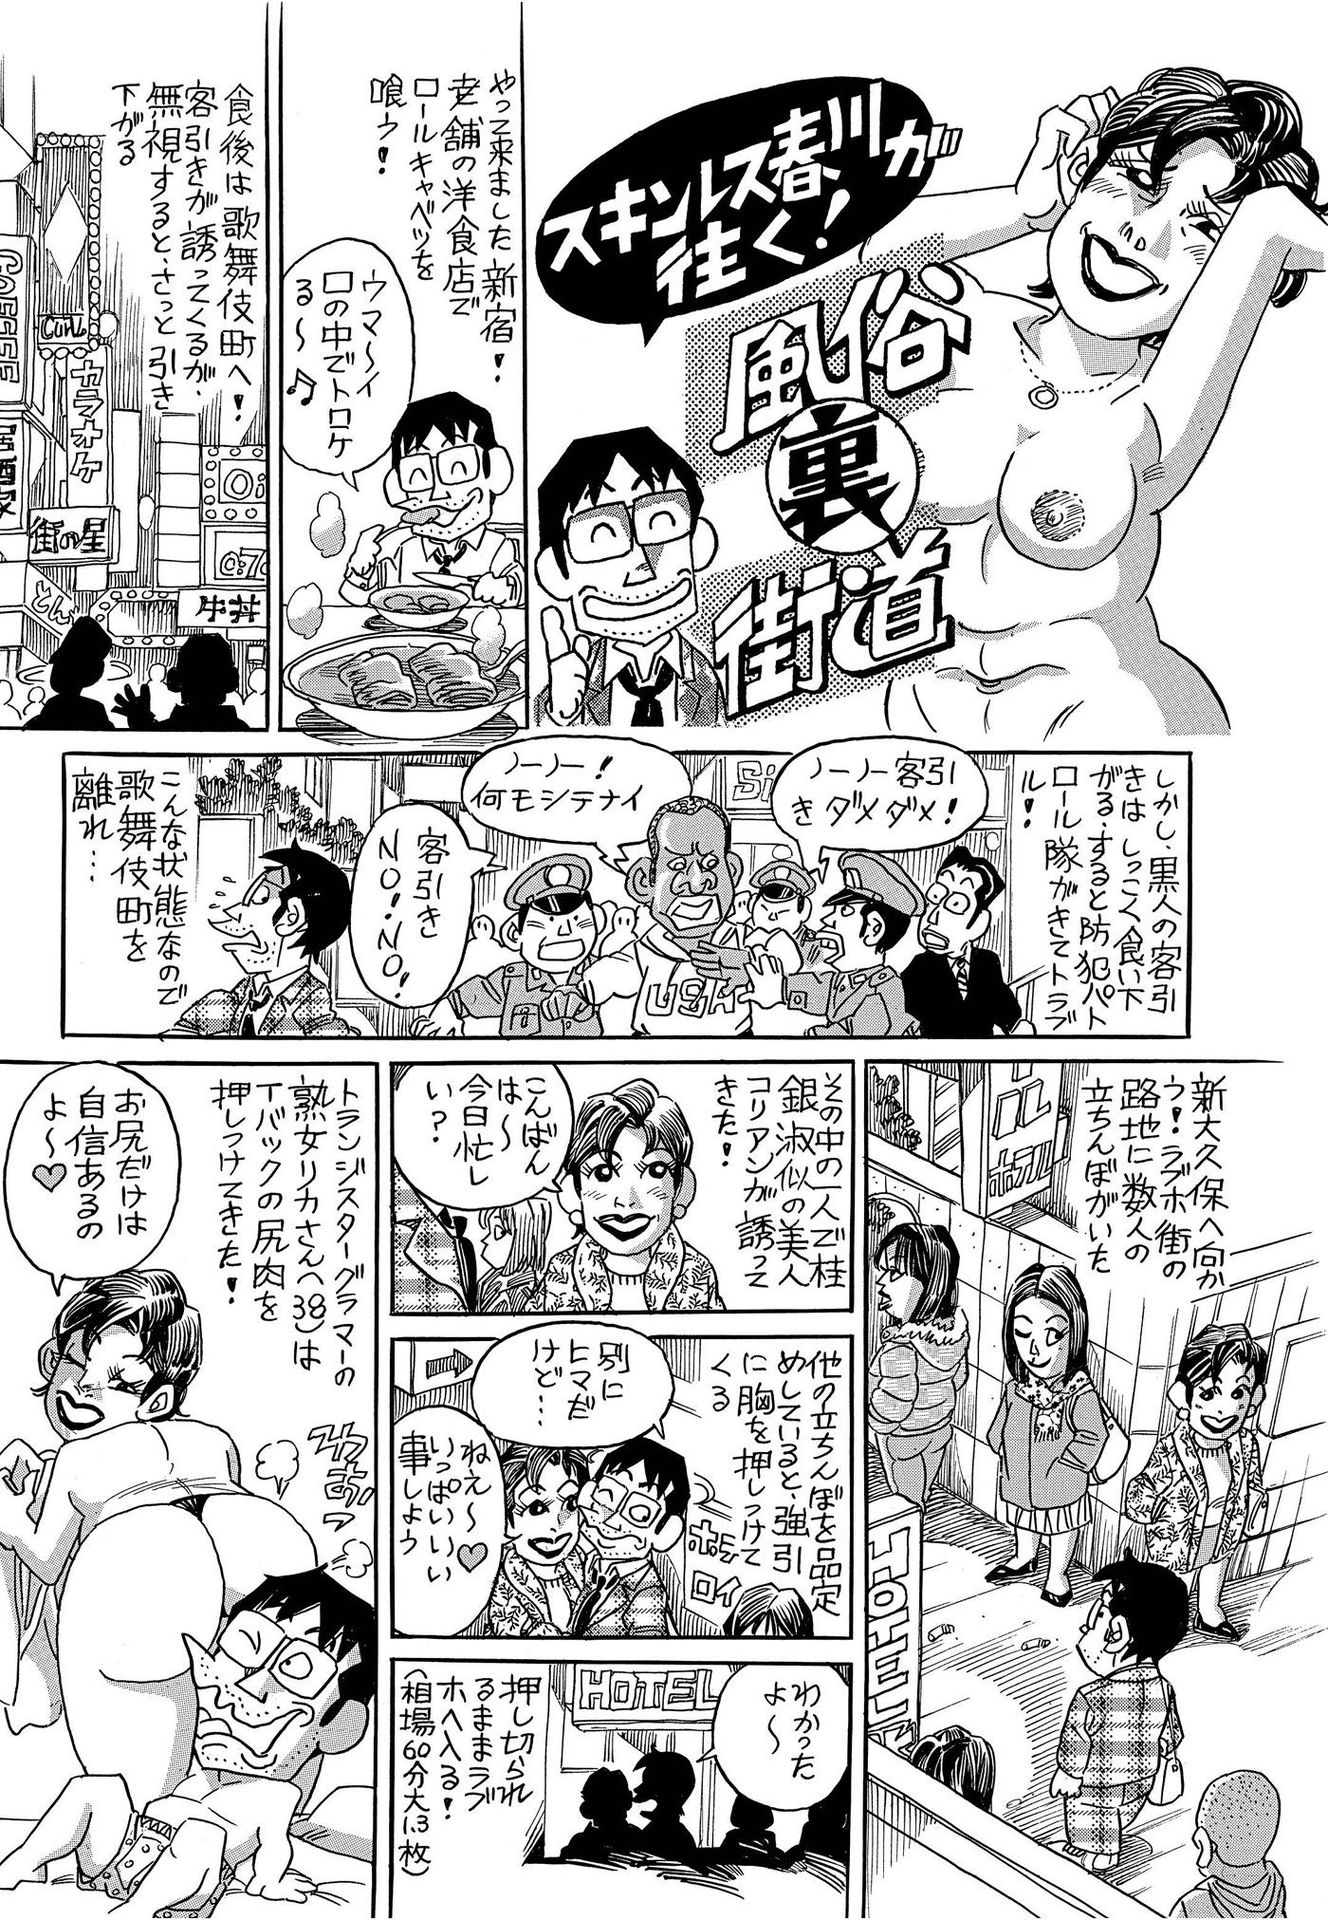 スキンレス春川が
往く!
風俗
裏
街道
やって来ました新宿!
老舗の洋食店で
ロールキャベツを
喰ウ!
ウマ〜イ
口の中でトロケ
る〜♪
食後は歌舞伎町へ!
客引きが誘ってくるが、
無視すると、さっと引き
下がる
COFFEE
居酒家
CURRL
カラオケ
街の星
とん
Oi
牛丼
しかし、黒人の客引
きはしつこく食い下
がる。すると防犯パト
ロール隊がきてトラブ
ル!
ノーノー客引
きダメダメ!
ノーノー!
何モシテナイ
USA
客引き
NO!NO!
こんな状態なので
歌舞伎町を
離れ…
新大久保へ向か
う!ラブホ街の
路地に数人の
立ちんぼがいた
ホテル
HOTEL
その中の一人で桂
銀淑似の美人
コリアンが誘って
きた!
こんばん
は〜
今日忙し
い?
他の立ちんぼを品定
めしていると、強引
に胸を押しつけて
くる
別に
ヒマだ
けど…
ねえ〜♥
いっぱいいい
事しよう
わかった
よ〜
HOTEL
押し切られ
るままラブ
ホへ入る!
(相場60分大1.3枚)
トランジスターグラマーの
熟女リカさん(38)は
Tバックの尻肉を
押しつけてきた!
お尻だけは
自信あるの
よ〜♥